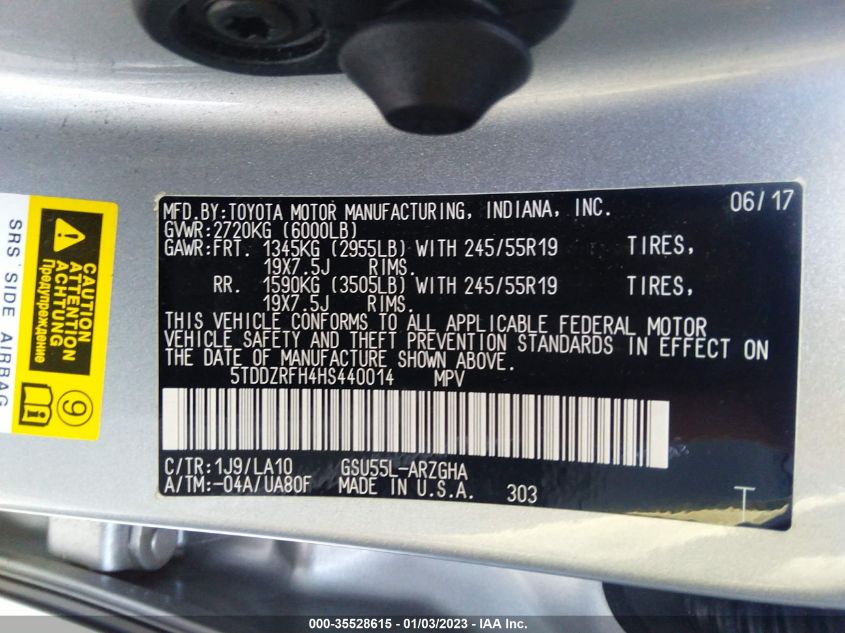 MFD.BY:TOYOTA MOTOR MANUFACTURING, INDIANA, INC. 06/17
GVWR:2720KG (6000LB)
GAWR:FRT. 1345KG (2955LB) WITH 245/55R19 TIRES,
19X7.5J RIMS.
RR. 1590KG (3505LB) WITH 245/55R19 TIRES,
19X7.5J RIMS.
THIS VEHICLE CONFORMS TO ALL APPLICABLE FEDERAL MOTOR
VEHICLE SAFETY AND THEFT PREVENTION STANDARDS IN EFFECT ON
THE DATE OF MANUFACTURE SHOWN ABOVE.
5TDDZRFH4HS440014 MPV
C/TR:1J9/LA10 GSU55L-ARZGHA
A/TM:-04A/UA80F MADE IN U.S.A. 303
T
SRS SIDE AIRBAG
CAUTION
ATTENTION
ACHTUNG
Предупреждение
9
i
000-35528615 - 01/03/2023 - IAA Inc.